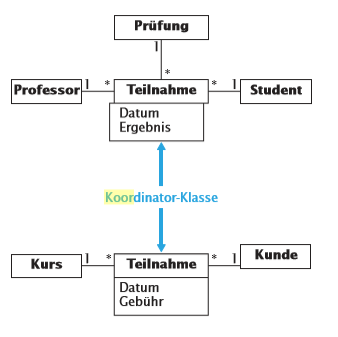 Prüfung
1
*
Professor 1 * Teilnahme * 1 Student
Datum
Ergebnis
Koordinator-Klasse
Kurs 1 * Teilnahme * 1 Kunde
Datum
Gebühr